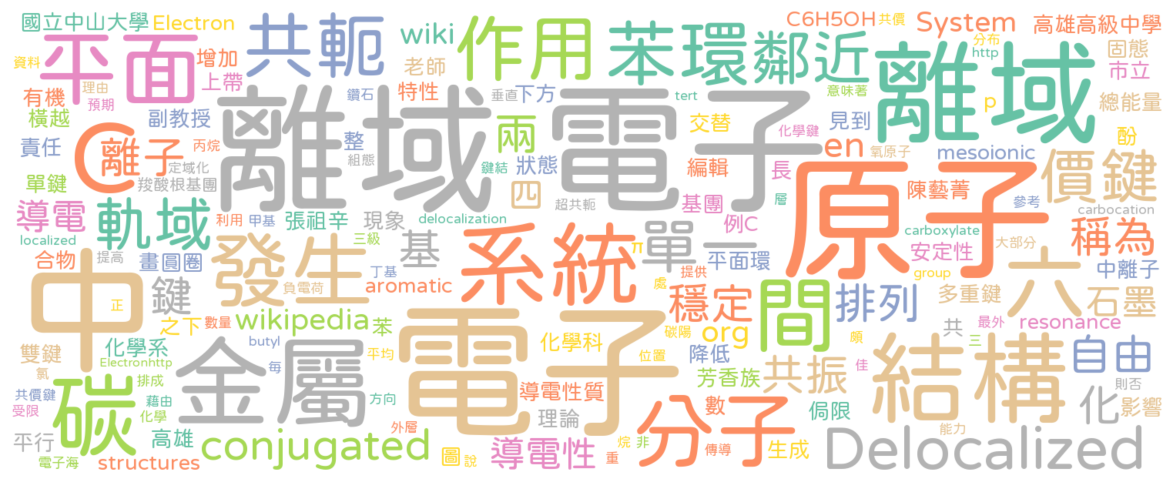 國立中山大學 Electron
共軛 wiki 作用 苯環 鄰近 離域
C6H5OH 共價 System 高雄高級中學
平面 增加 老師 分布 http 固態
資料 理由 上帶 特性 鑽石 垂直 下方 tert 意味著 市立
有機 預期 離域 電子 交替 p 總能量
橫越 副教授 整 兩 化學鍵 見到 酚
C 離子 丙烷 組態 狀態 鍵結 氧原子 en mesoionic 價鍵
責任 定域化 四 編輯 原子
單鍵 羧酸根基團 超共軛 基團 長 陳藝菁 參考 carbocation
導電 軌域 利用 甲基 張祖辛 現象 delocalization 例C carboxylate 大部分 稱為
localized 三級 系統 單一 π 平面環 安定性 六
合物 提高 畫圓圈 發生 基 提供 group 中離子
中 正 丁基 負電荷 aromatic 處 穩定 間 排列 多重鍵 石墨
鍵 之下 數量 wikipedia 苯 碳陽 org 共 最外 resonance
雙鍵 化學系 butyl 電子 化學科 位置 降低 頗 三 結構 自由
氯 Electronhttp 金屬 每 平均 芳香族 共振 佳
共價鍵 碳 排成 方向 導電性質 分子 數 侷限 則否 化 影響
受限 藉由 化學 外層 理論
平行 高雄 conjugated 圖 說 烷 非 傳導 生成 能力 Delocalized
電子海 structures 導電性 重 層